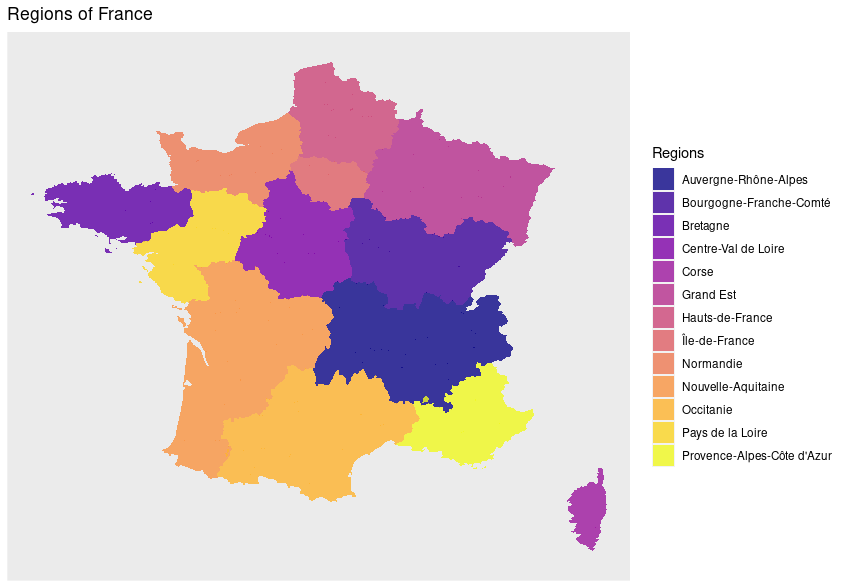 Regions of France
Regions
Auvergne-Rhône-Alpes
Bourgogne-Franche-Comté
Bretagne
Centre-Val de Loire
Corse
Grand Est
Hauts-de-France
Île-de-France
Normandie
Nouvelle-Aquitaine
Occitanie
Pays de la Loire
Provence-Alpes-Côte d'Azur